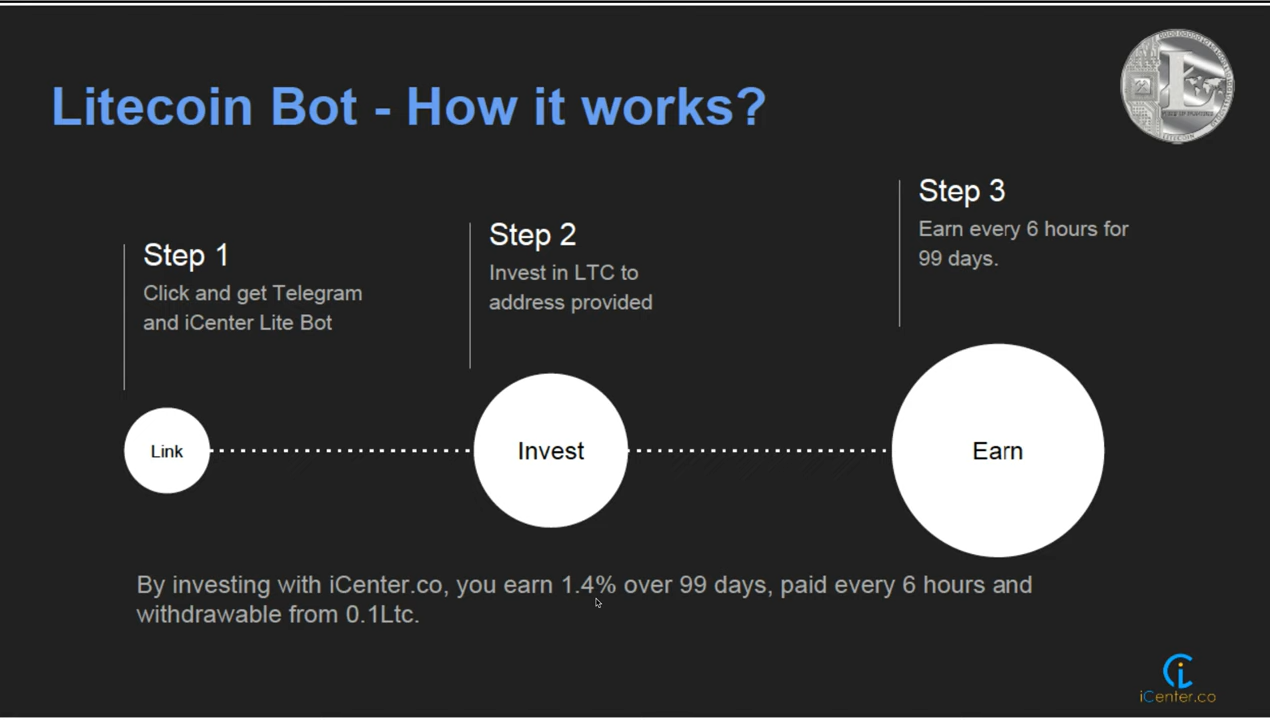 Litecoin Bot - How it works?
Step 1
Click and get Telegram
and iCenter Lite Bot
Step 2
Invest in LTC to
address provided
Step 3
Earn every 6 hours for
99 days.
Link
Invest
Earn
By investing with iCenter.co, you earn 1.4% over 99 days, paid every 6 hours and
withdrawable from 0.1Ltc.
iCenter.co